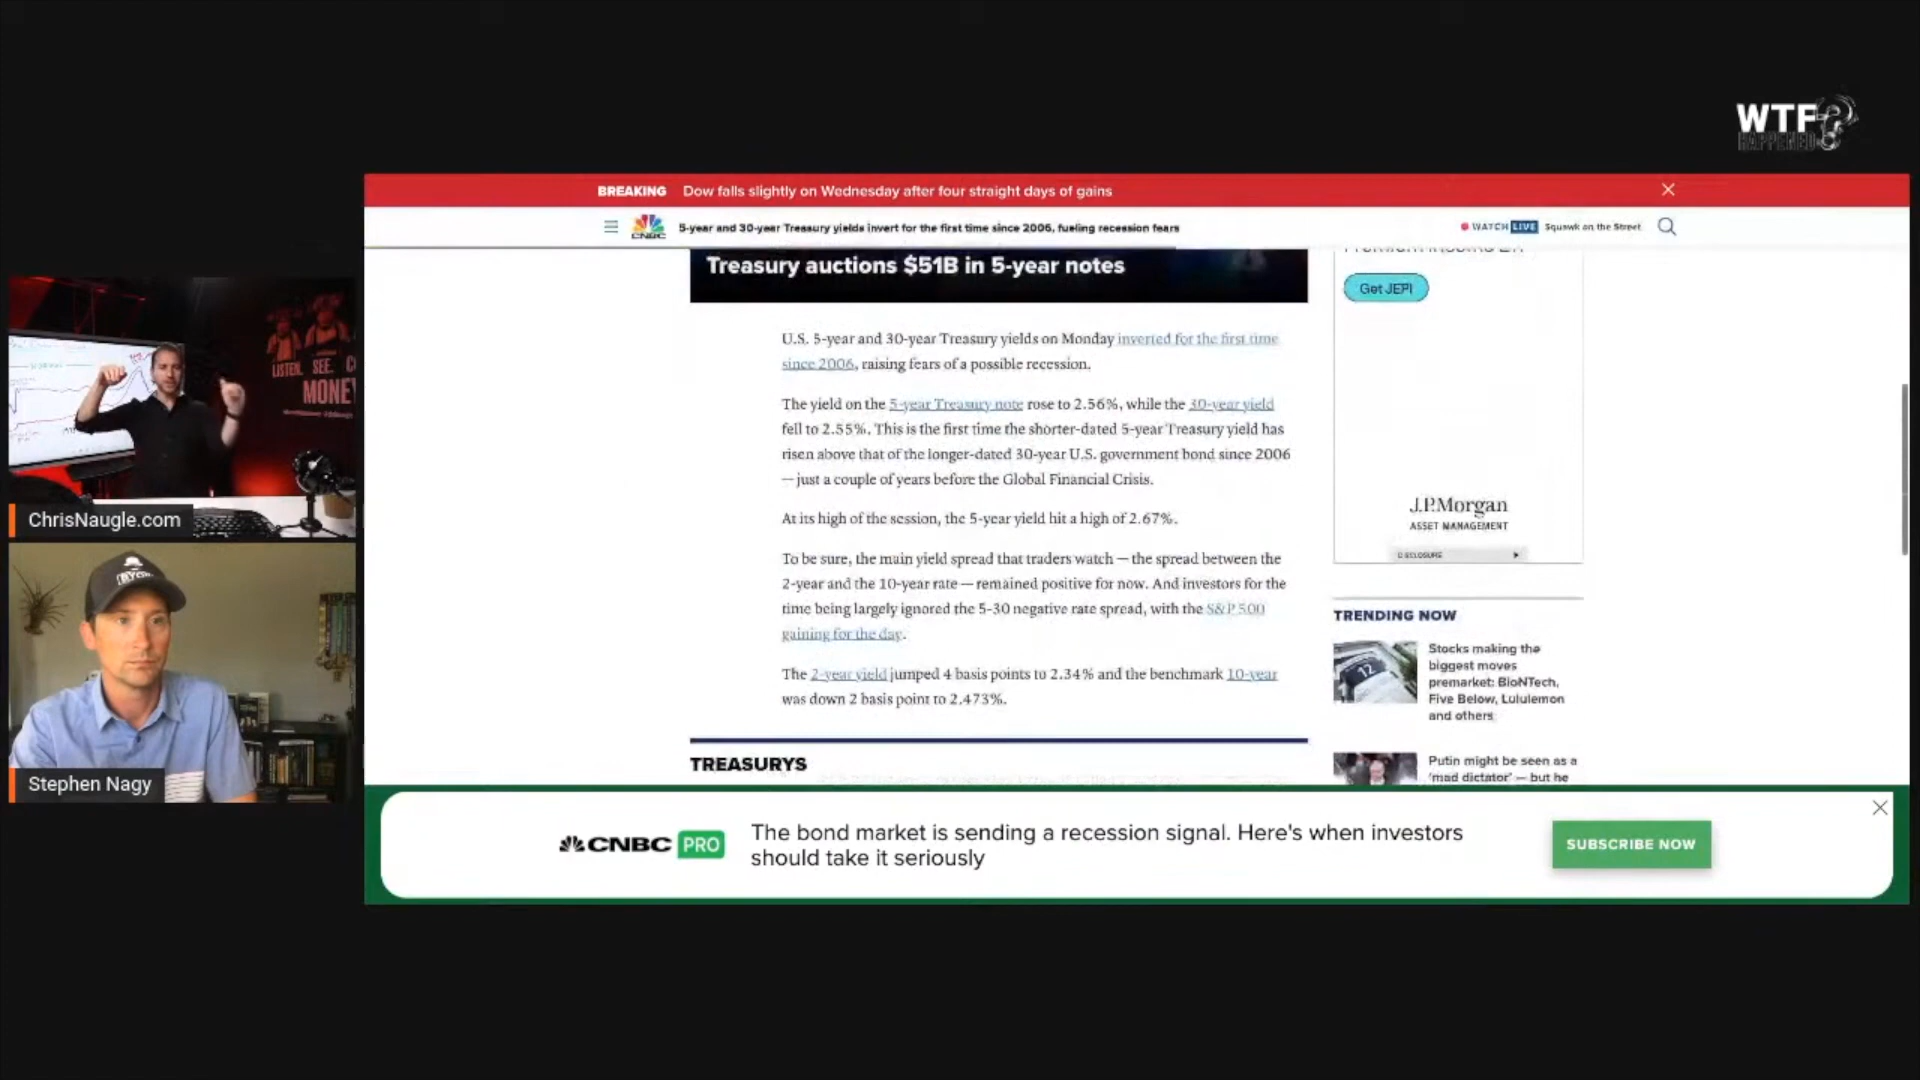 WTF?
HAPPENED
BREAKING Dow falls slightly on Wednesday after four straight days of gains
CNBC 5-year and 30-year Treasury yields invert for the first time since 2006, fueling recession fears
WATCH LIVE Squawk on the Street
Treasury auctions $51B in 5-year notes
Get JEPI
U.S. 5-year and 30-year Treasury yields on Monday inverted for the first time
since 2006, raising fears of a possible recession.
The yield on the 5-year Treasury note rose to 2.56%, while the 30-year yield
fell to 2.55%. This is the first time the shorter-dated 5-year Treasury yield has
risen above that of the longer-dated 30-year U.S. government bond since 2006
— just a couple of years before the Global Financial Crisis.
At its high of the session, the 5-year yield hit a high of 2.67%.
To be sure, the main yield spread that traders watch — the spread between the
2-year and the 10-year rate — remained positive for now. And investors for the
time being largely ignored the 5-30 negative rate spread, with the S&P 500
gaining for the day.
The 2-year yield jumped 4 basis points to 2.34% and the benchmark 10-year
was down 2 basis point to 2.473%.
TREASURYS
J.P.Morgan
ASSET MANAGEMENT
DISCLOSURE
TRENDING NOW
Stocks making the
biggest moves
premarket: BioNTech,
Five Below, Lululemon
and others
Putin might be seen as a
'mad dictator' — but he
LISTEN. SEE.
MONEY
ChrisNaugle.com
Stephen Nagy
CNBC PRO
The bond market is sending a recession signal. Here's when investors
should take it seriously
SUBSCRIBE NOW